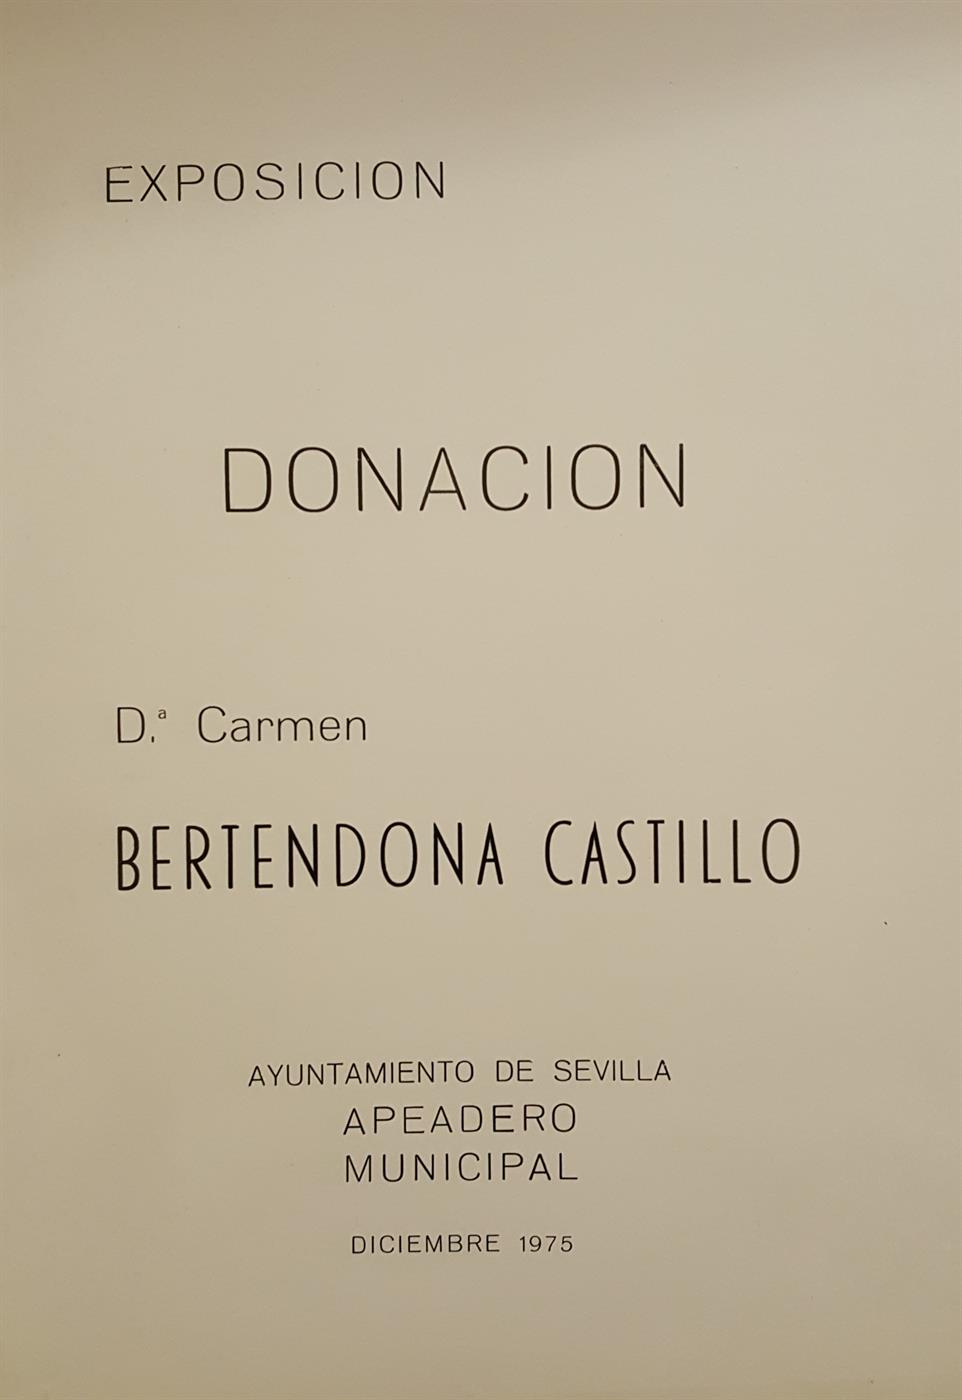 EXPOSICION
DONACION
D.ª Carmen
BERTENDONA CASTILLO
AYUNTAMIENTO DE SEVILLA
APEADERO
MUNICIPAL
DICIEMBRE 1975